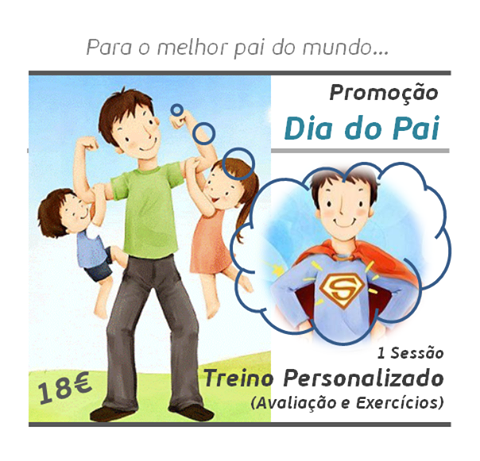 Para o melhor pai do mundo...
Promoção
Dia do Pai
S
1 Sessão
Treino Personalizado
(Avaliação e Exercícios)
18€